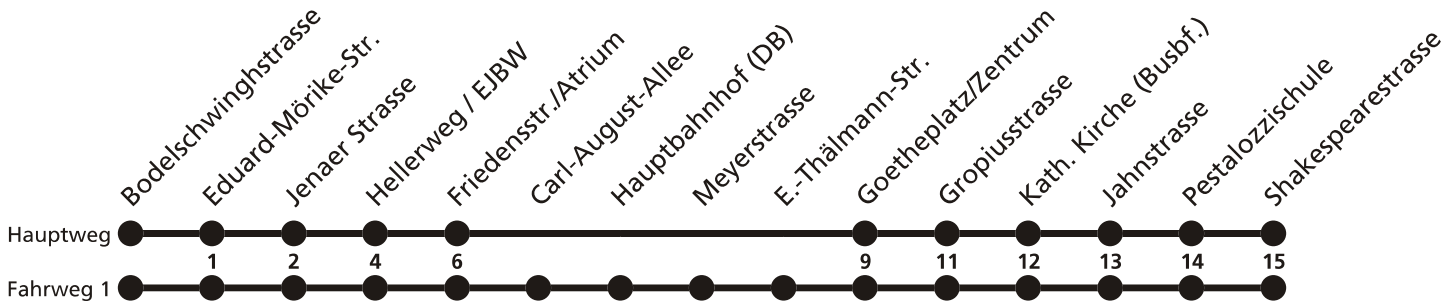 Bodelschwinghstrasse
Eduard-Mörike-Str.
Jenaer Strasse
Hellerweg / EJBW
Friedensstr./Atrium
Carl-August-Allee
Hauptbahnhof (DB)
Meyerstrasse
E.-Thälmann-Str.
Goetheplatz/Zentrum
Gropiusstrasse
Kath. Kirche (Busbf.)
Jahnstrasse
Pestalozzischule
Shakespearestrasse
Hauptweg
1 2 4 6 9 11 12 13 14 15
Fahrweg 1